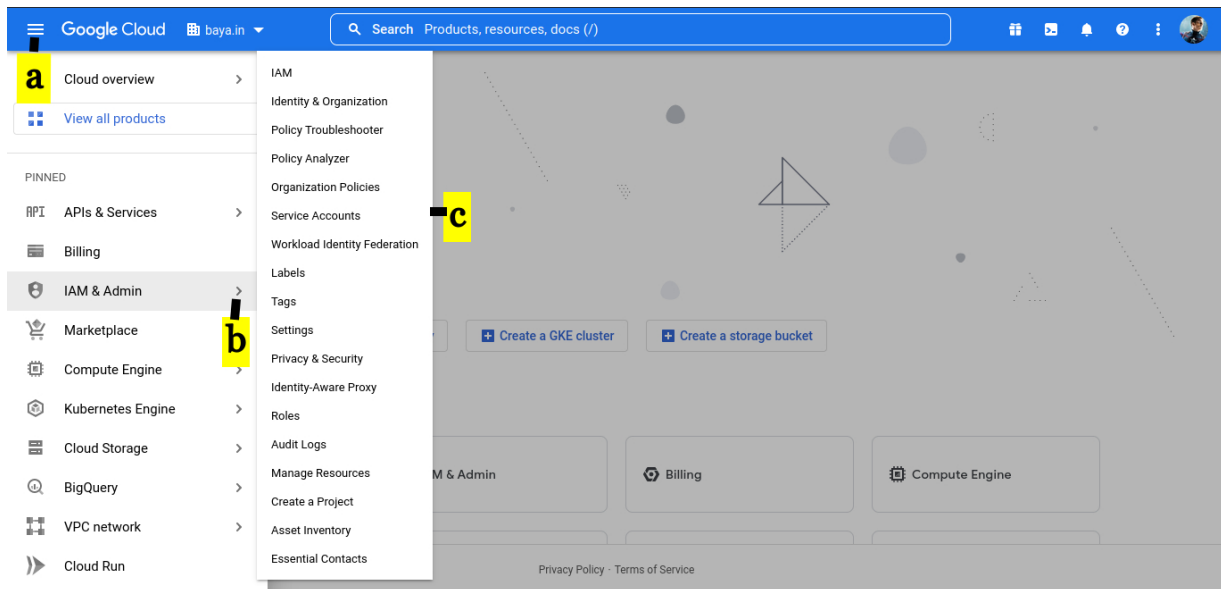 Google Cloud baya.in Search Products, resources, docs (/)
a
Cloud overview
View all products
PINNED
API APIs & Services
Billing
IAM & Admin
b
Marketplace
Compute Engine
Kubernetes Engine
Cloud Storage
BigQuery
VPC network
Cloud Run
IAM
Identity & Organization
Policy Troubleshooter
Policy Analyzer
Organization Policies
Service Accounts
c
Workload Identity Federation
Labels
Tags
Settings
Privacy & Security
Identity-Aware Proxy
Roles
Audit Logs
Manage Resources
Create a Project
Asset Inventory
Essential Contacts
Create a GKE cluster Create a storage bucket
M & Admin Billing Compute Engine
Privacy Policy · Terms of Service